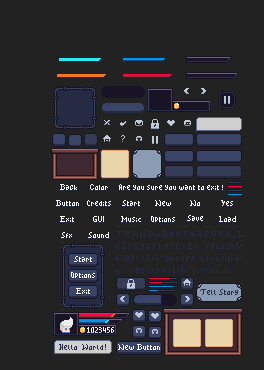 Back Color Are you sure you want to exit !
Button Credits Start New No Yes
Exit GUI Music Options Save Load
Sfx Sound
Start
Options
Exit
Tell Story
1023456
Hello World!
New Button